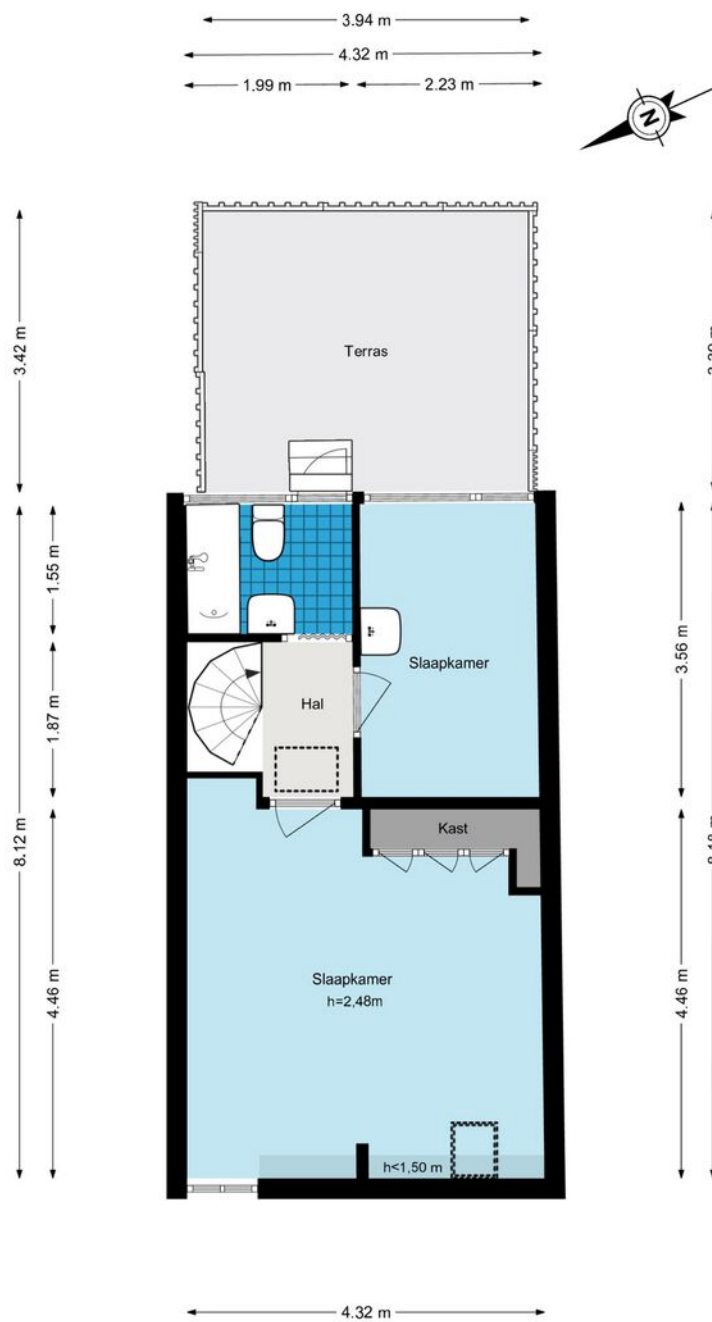 3.94 m
4.32 m
1.99 m
2.23 m
N
3.42 m
Terras
1.55 m
3.56 m
Slaapkamer
1.87 m
Hal
8.12 m
Kast
4.46 m
4.46 m
Slaapkamer
h=2,48m
h<1,50 m
4.32 m